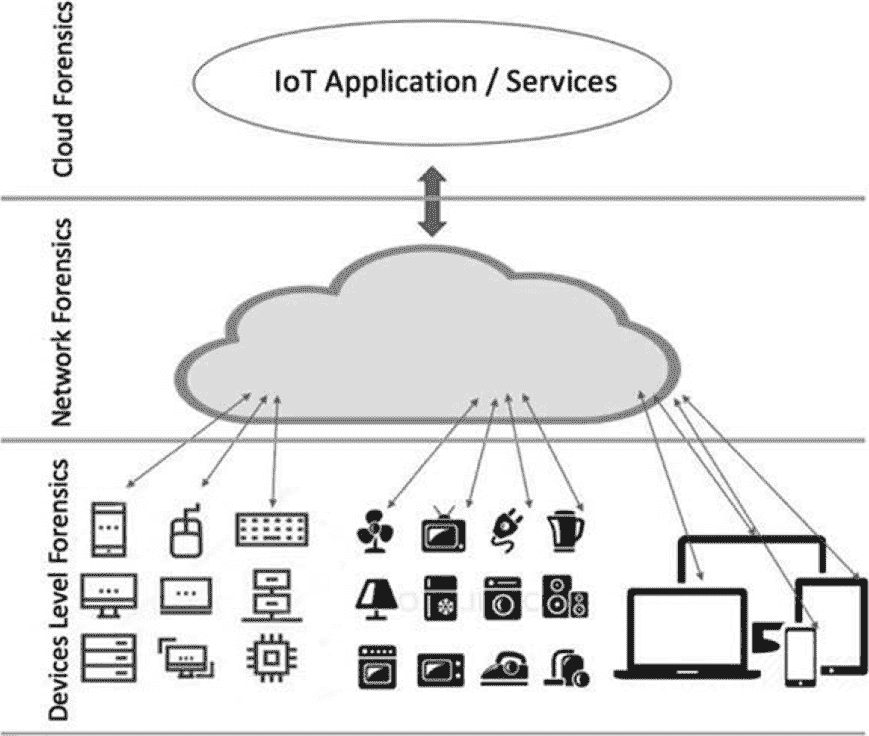 Cloud Forensics
IoT Application / Services
Network Forensics
Devices Level Forensics